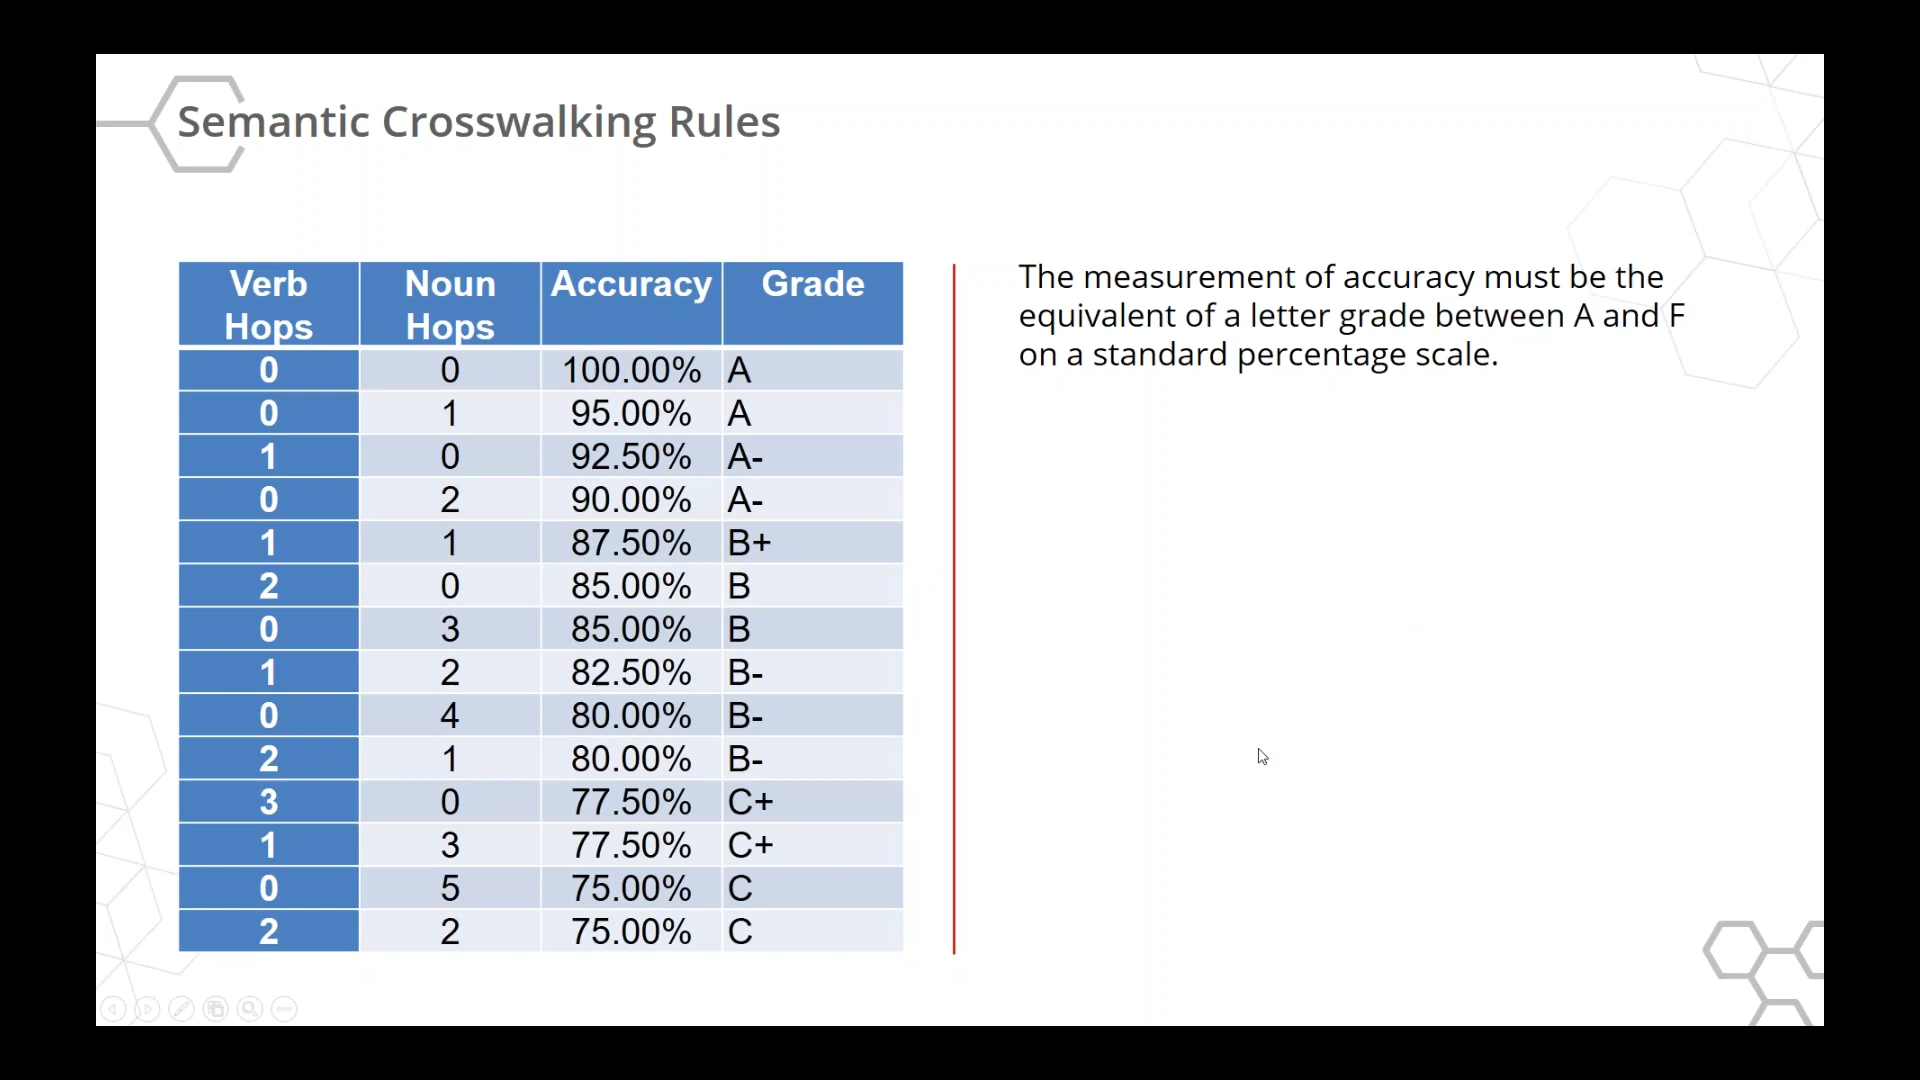 Semantic Crosswalking Rules
Verb Hops Noun Hops Accuracy Grade
0 0 100.00% A
0 1 95.00% A
1 0 92.50% A-
0 2 90.00% A-
1 1 87.50% B+
2 0 85.00% B
0 3 85.00% B
1 2 82.50% B-
0 4 80.00% B-
2 1 80.00% B-
3 0 77.50% C+
1 3 77.50% C+
0 5 75.00% C
2 2 75.00% C
The measurement of accuracy must be the
equivalent of a letter grade between A and F
on a standard percentage scale.